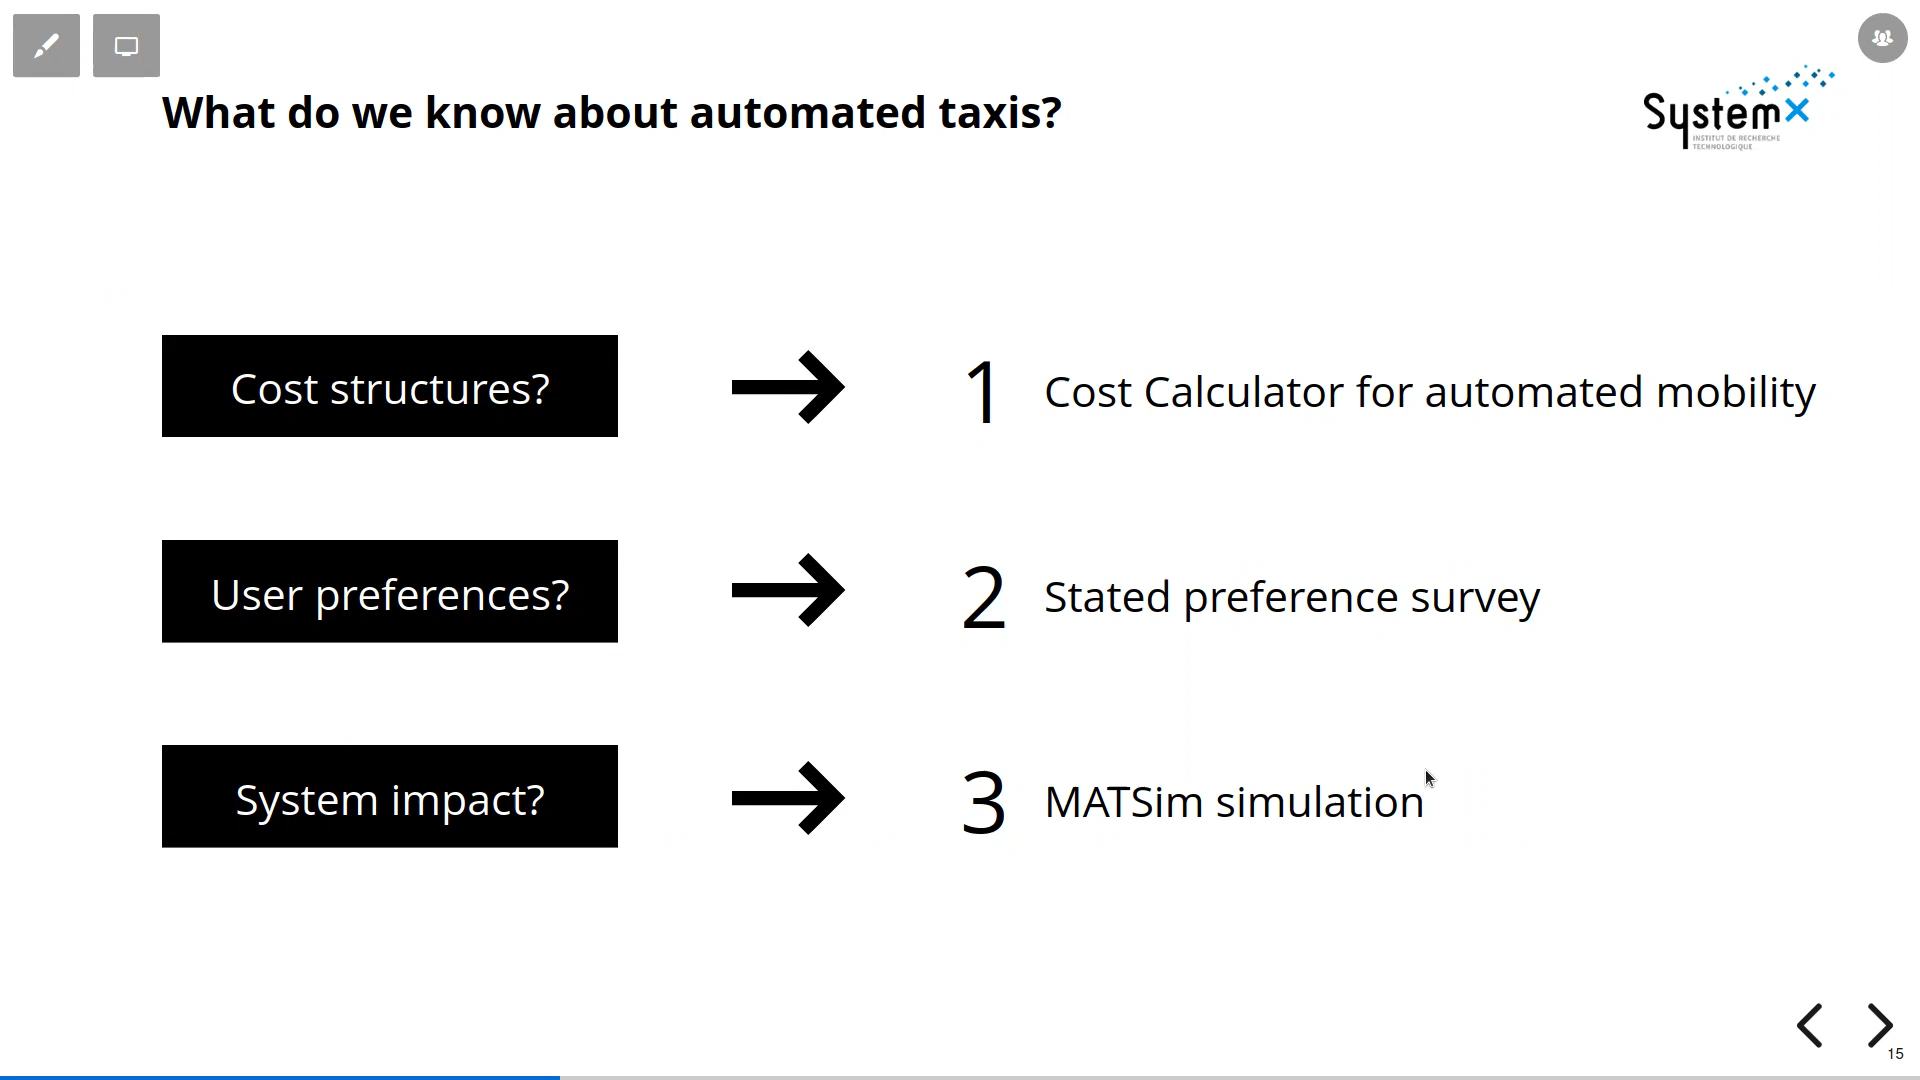 What do we know about automated taxis?
System
INSTITUT DE RECHERCHE
TECHNOLOGIQUE
Cost structures?
1 Cost Calculator for automated mobility
User preferences?
2 Stated preference survey
System impact?
3 MATSim simulation
15